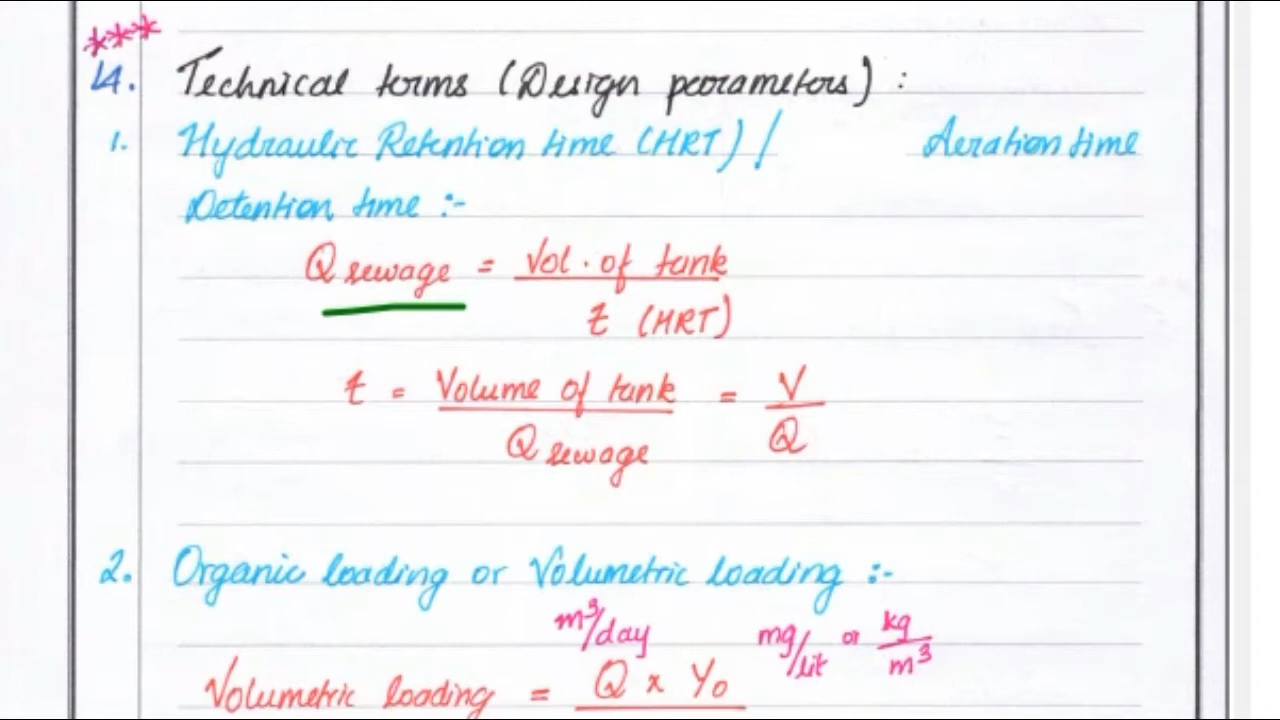 ***
14. Technical terms (Design parameters) :
1. Hydraulic Retention time (HRT) / Aeration time
Detention time :-
Q sewage = Vol. of tank
t (HRT)
t = Volume of tank = V
Q sewage Q
2. Organic loading or Volumetric loading :-
m³/day mg/lit or kg/m³
Volumetric loading = Q x Y₀